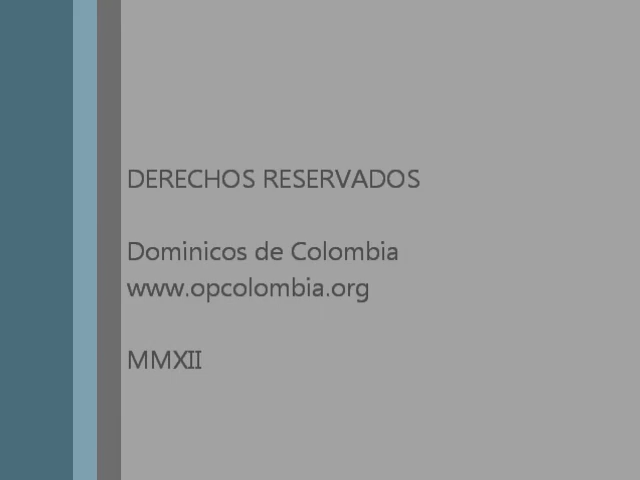 DERECHOS RESERVADOS
Dominicos de Colombia
www.opcolombia.org
MMXII